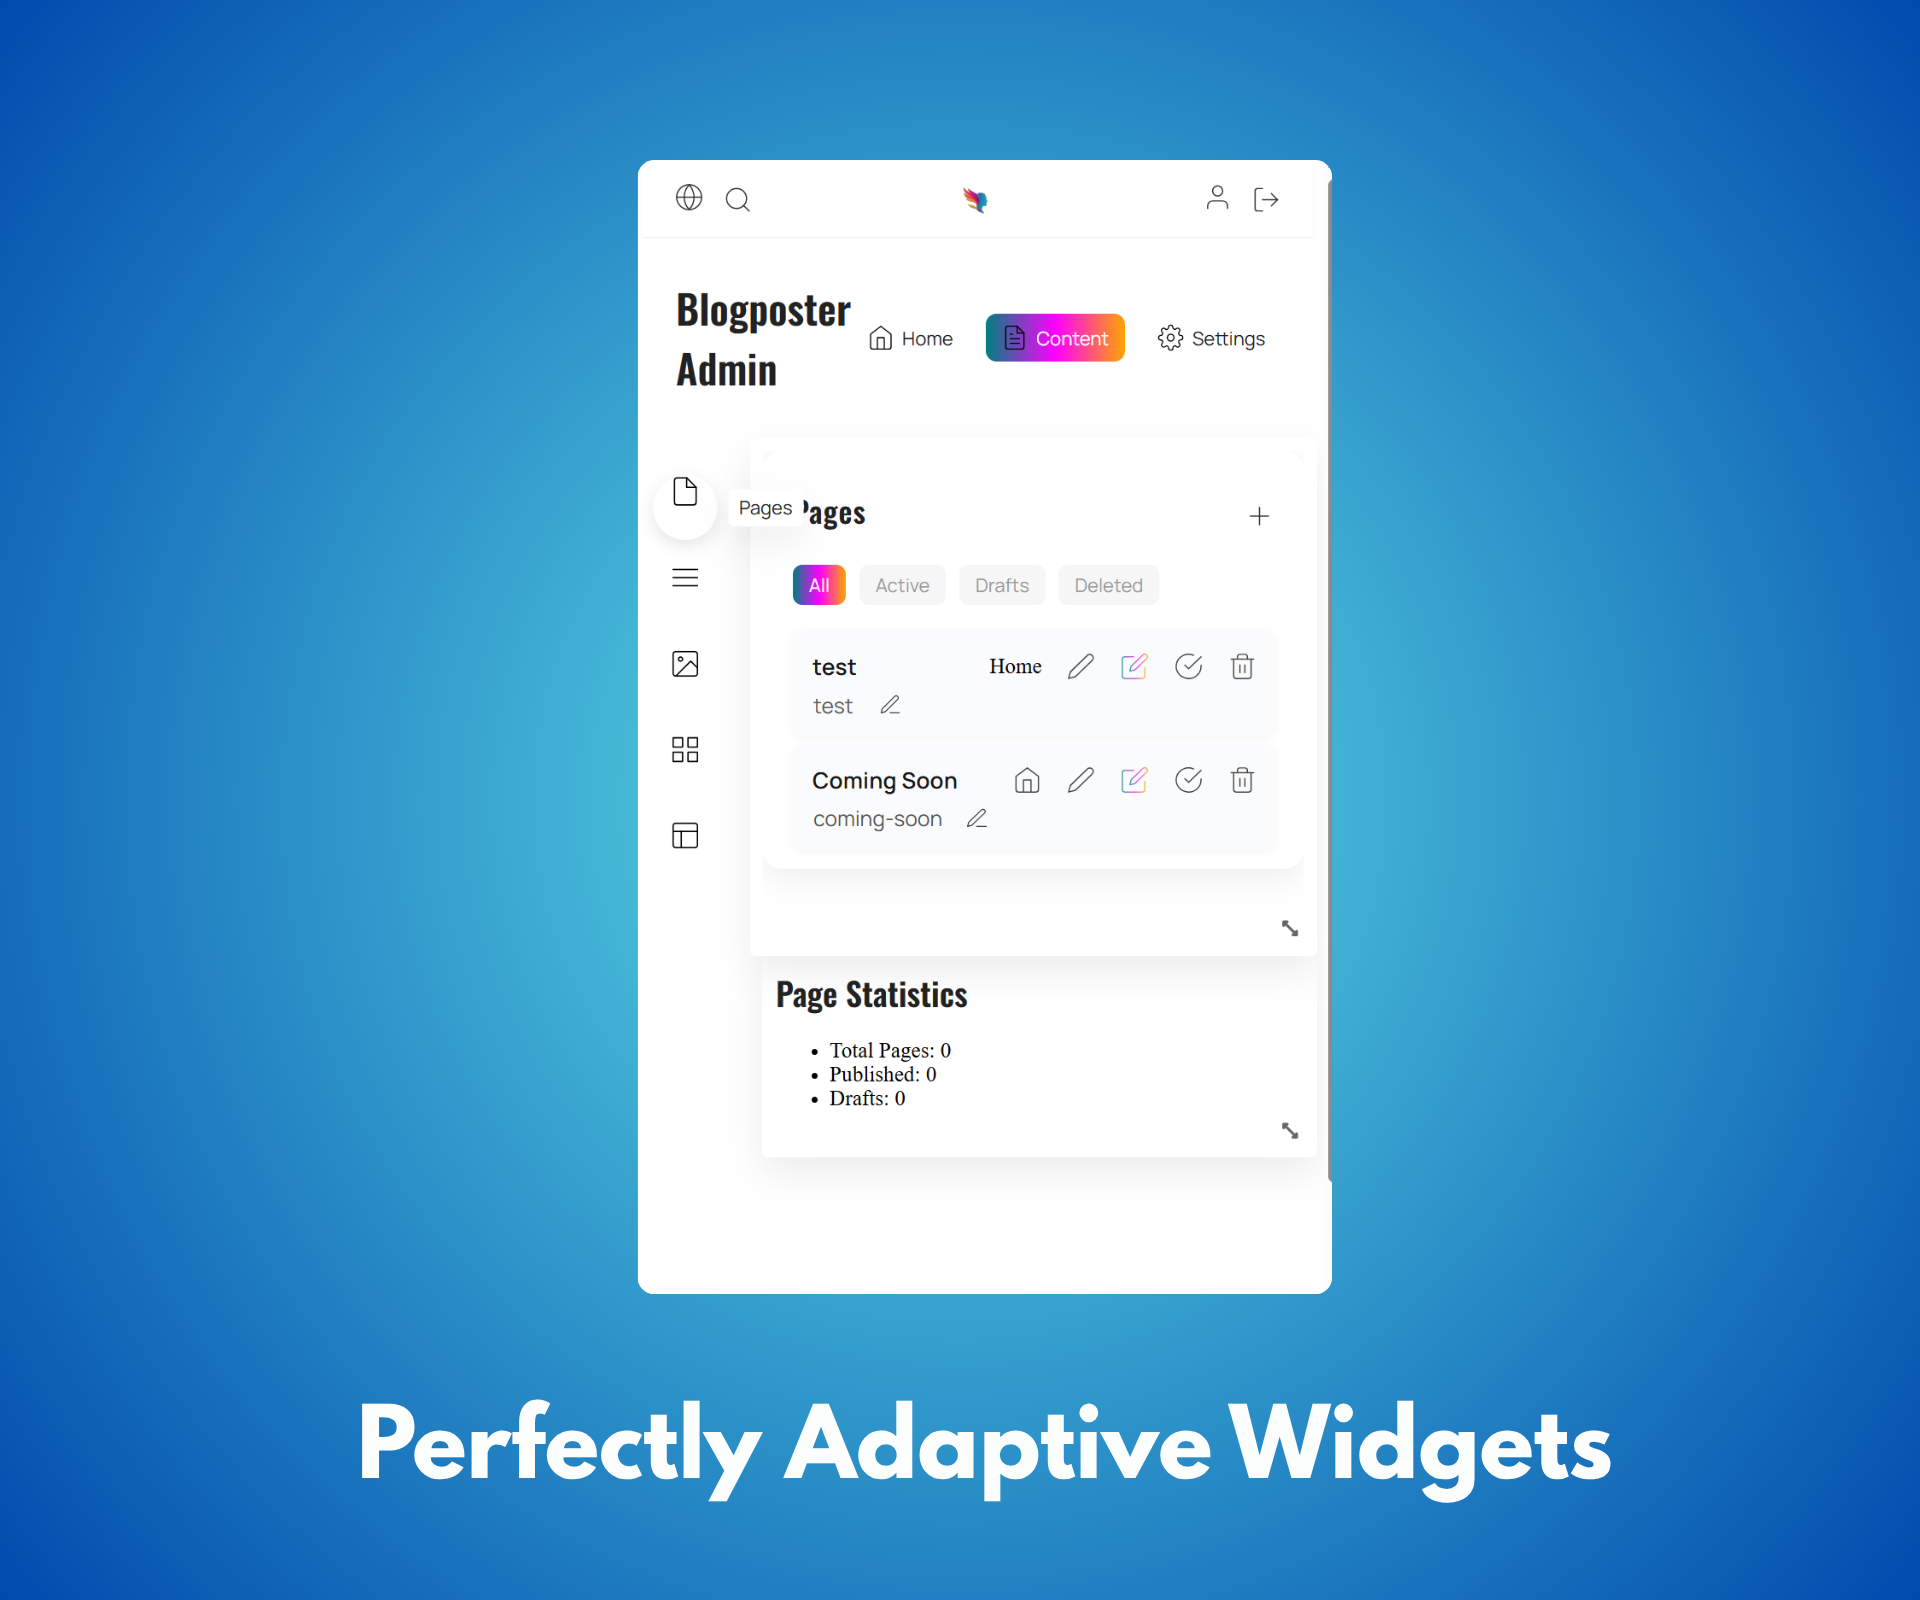 Blogposter
Admin
Home
Content
Settings
Pages
Pages
All
Active
Drafts
Deleted
test
Home
test
Coming Soon
coming-soon
Page Statistics
Total Pages: 0
Published: 0
Drafts: 0
Perfectly Adaptive Widgets